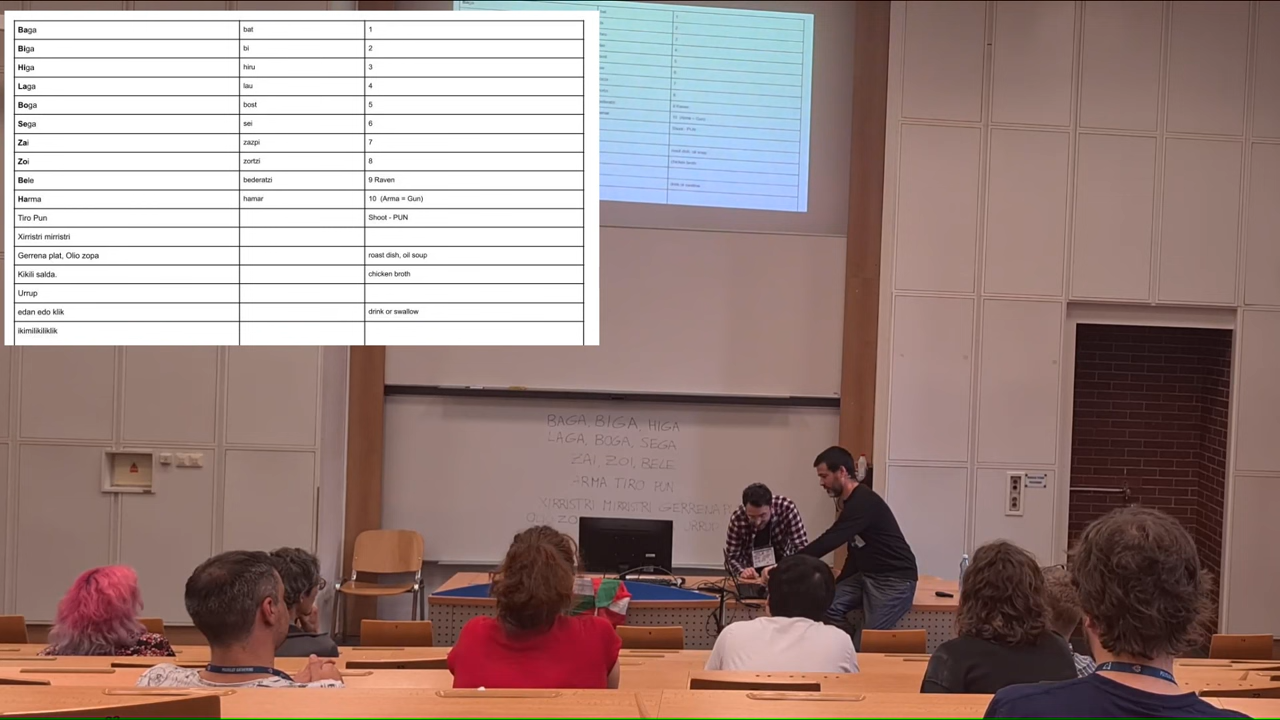 Baga bat 1
Biga bi 2
Higa hiru 3
Laga lau 4
Boga bost 5
Sega sei 6
Zai zazpi 7
Zoi zortzi 8
Bele bederatzi 9 Raven
Harma hamar 10 (Arma = Gun)
Tiro Pun Shoot - PUN
Xirristri mirristri
Gerrena plat, Olio zopa roast dish, oil soup
Kikili salda. chicken broth
Urrup
edan edo klik drink or swallow
ikimilikiliklik
BAGA, BIGA, HIGA
LAGA, BOGA, SEGA
ZAI, ZOI, BELE
ARMA TIRO PUN
XIRRISTRI MIRRISTRI GERRENA
URRUP